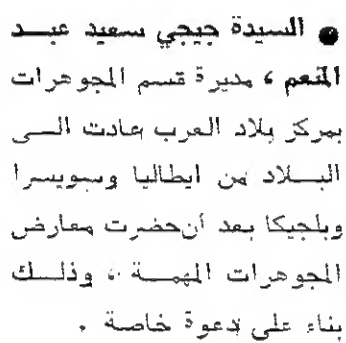 ● السيدة جيجي سعيد عبد
المنعم ، مديرة قسم المجوهرات
بمركز بلاد العرب عادت الى
البلاد من ايطاليا وسويسرا
وبلجيكا بعد أن حضرت معارض
المجوهرات المهمة ، وذلك
بناء على دعوة خاصة .